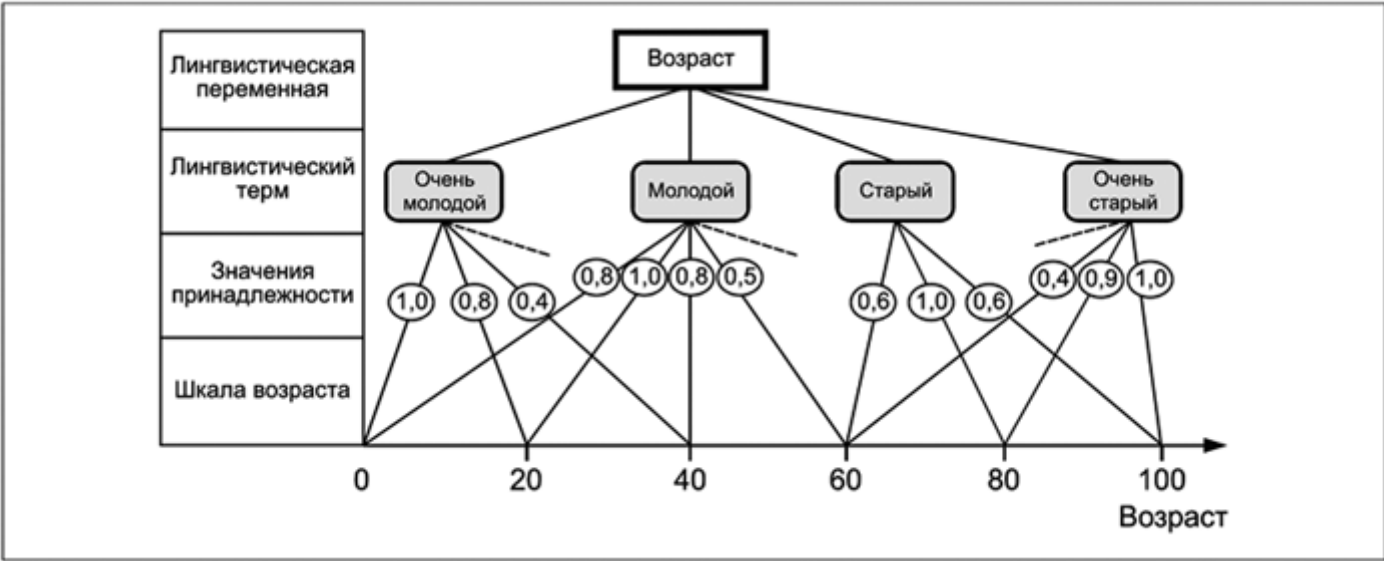 Лингвистическая
переменная
Возраст
Лингвистический
терм
Очень
молодой
Молодой
Старый
Очень
старый
Значения
принадлежности
1,0 0,8 0,4 0,8 1,0 0,8 0,5 0,6 1,0 0,6 0,4 0,9 1,0
Шкала возраста
0 20 40 60 80 100
Возраст